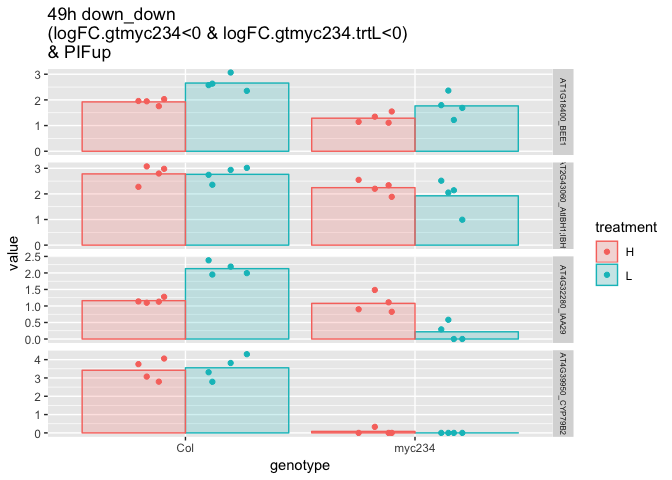 49h down_down
(logFC.gtmyc234<0 & logFC.gtmyc234.trtL<0)
& PIFup
3
2
1
0
AT1G18400_BEE1
3
2
1
0
AT2G43060_AtIBH1;IBH
2.5
2.0
1.5
1.0
0.5
0.0
AT4G32280_IAA29
4
3
2
1
0
AT4G39950_CYP79B2
value
Col
myc234
genotype
treatment
H
L